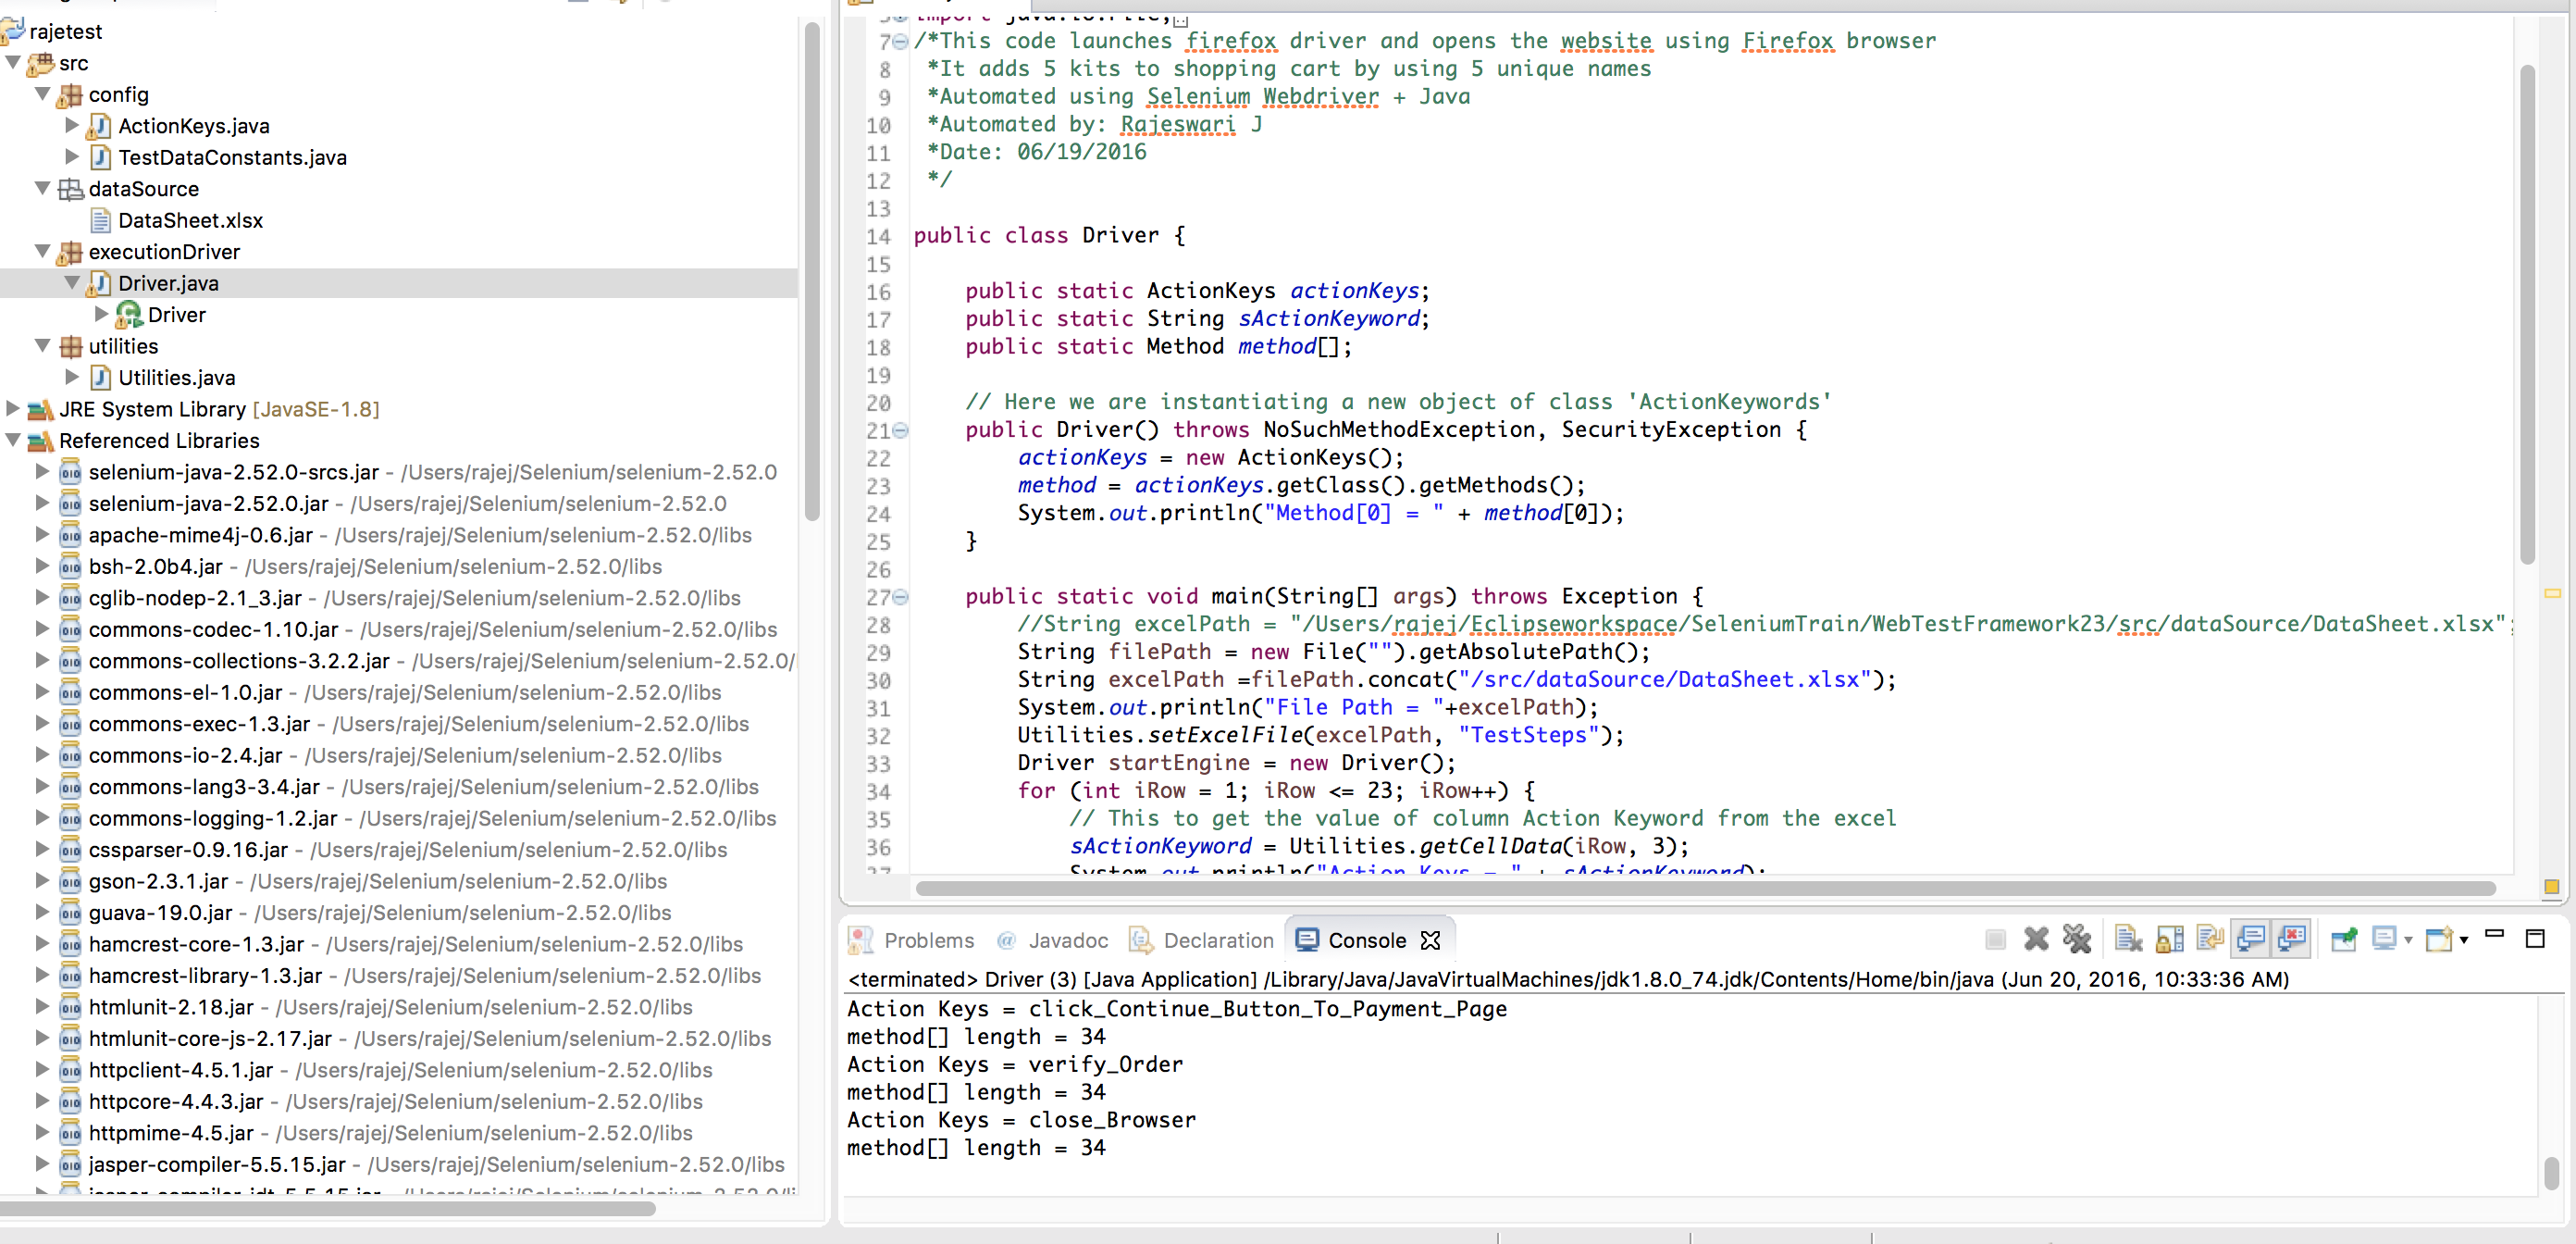 rajetest
src
config
ActionKeys.java
TestDataConstants.java
dataSource
DataSheet.xlsx
executionDriver
Driver.java
Driver
utilities
Utilities.java
JRE System Library [JavaSE-1.8]
Referenced Libraries
selenium-java-2.52.0-srcs.jar - /Users/rajej/Selenium/selenium-2.52.0
selenium-java-2.52.0.jar - /Users/rajej/Selenium/selenium-2.52.0
apache-mime4j-0.6.jar - /Users/rajej/Selenium/selenium-2.52.0/libs
bsh-2.0b4.jar - /Users/rajej/Selenium/selenium-2.52.0/libs
cglib-nodep-2.1_3.jar - /Users/rajej/Selenium/selenium-2.52.0/libs
commons-codec-1.10.jar - /Users/rajej/Selenium/selenium-2.52.0/libs
commons-collections-3.2.2.jar - /Users/rajej/Selenium/selenium-2.52.0/
commons-el-1.0.jar - /Users/rajej/Selenium/selenium-2.52.0/libs
commons-exec-1.3.jar - /Users/rajej/Selenium/selenium-2.52.0/libs
commons-io-2.4.jar - /Users/rajej/Selenium/selenium-2.52.0/libs
commons-lang3-3.4.jar - /Users/rajej/Selenium/selenium-2.52.0/libs
commons-logging-1.2.jar - /Users/rajej/Selenium/selenium-2.52.0/libs
cssparser-0.9.16.jar - /Users/rajej/Selenium/selenium-2.52.0/libs
gson-2.3.1.jar - /Users/rajej/Selenium/selenium-2.52.0/libs
guava-19.0.jar - /Users/rajej/Selenium/selenium-2.52.0/libs
hamcrest-core-1.3.jar - /Users/rajej/Selenium/selenium-2.52.0/libs
hamcrest-library-1.3.jar - /Users/rajej/Selenium/selenium-2.52.0/libs
htmlunit-2.18.jar - /Users/rajej/Selenium/selenium-2.52.0/libs
htmlunit-core-js-2.17.jar - /Users/rajej/Selenium/selenium-2.52.0/libs
httpclient-4.5.1.jar - /Users/rajej/Selenium/selenium-2.52.0/libs
httpcore-4.4.3.jar - /Users/rajej/Selenium/selenium-2.52.0/libs
httpmime-4.5.jar - /Users/rajej/Selenium/selenium-2.52.0/libs
jasper-compiler-5.5.15.jar - /Users/rajej/Selenium/selenium-2.52.0/libs
import java.io.File;
7 /*This code launches firefox driver and opens the website using Firefox browser
8 *It adds 5 kits to shopping cart by using 5 unique names
9 *Automated using Selenium Webdriver + Java
10 *Automated by: Rajeswari J
11 *Date: 06/19/2016
12 */
13
14 public class Driver {
15
16 public static ActionKeys actionKeys;
17 public static String sActionKeyword;
18 public static Method method[];
19
20 // Here we are instantiating a new object of class 'ActionKeywords'
21 public Driver() throws NoSuchMethodException, SecurityException {
22 actionKeys = new ActionKeys();
23 method = actionKeys.getClass().getMethods();
24 System.out.println("Method[0] = " + method[0]);
25 }
26
27 public static void main(String[] args) throws Exception {
28 //String excelPath = "/Users/rajej/Eclipseworkspace/SeleniumTrain/WebTestFramework23/src/dataSource/DataSheet.xlsx";
29 String filePath = new File("").getAbsolutePath();
30 String excelPath =filePath.concat("/src/dataSource/DataSheet.xlsx");
31 System.out.println("File Path = "+excelPath);
32 Utilities.setExcelFile(excelPath, "TestSteps");
33 Driver startEngine = new Driver();
34 for (int iRow = 1; iRow <= 23; iRow++) {
35 // This to get the value of column Action Keyword from the excel
36 sActionKeyword = Utilities.getCellData(iRow, 3);
37 System.out.println("Action Keys = " + sActionKeyword);
Problems @ Javadoc Declaration Console
<terminated> Driver (3) [Java Application] /Library/Java/JavaVirtualMachines/jdk1.8.0_74.jdk/Contents/Home/bin/java (Jun 20, 2016, 10:33:36 AM)
Action Keys = click_Continue_Button_To_Payment_Page
method[] length = 34
Action Keys = verify_Order
method[] length = 34
Action Keys = close_Browser
method[] length = 34